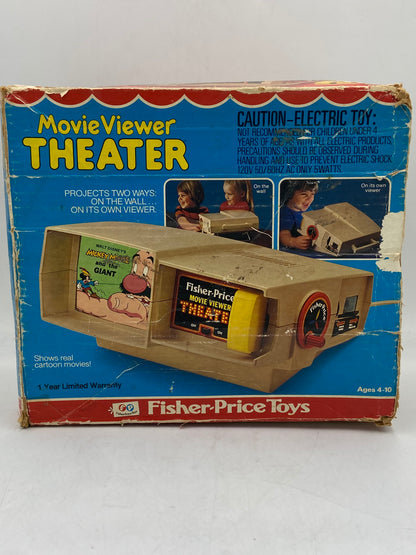 MovieViewer
THEATER
CAUTION-ELECTRIC TOY:
NOT RECOMMENDED FOR CHILDREN UNDER 4
YEARS OF AGE. AS WITH ALL ELECTRIC PRODUCTS,
PRECAUTIONS SHOULD BE OBSERVED DURING
HANDLING AND USE TO PREVENT ELECTRIC SHOCK.
120V 50/60HZ AC ONLY 5 WATTS.
PROJECTS TWO WAYS:
ON THE WALL...
ON ITS OWN VIEWER.
On the
wall
On its own
viewer
WALT DISNEY'S
MICKEY MOUSE
and the
GIANT
Fisher-Price
MOVIE VIEWER
THEATER
Shows real
cartoon movies!
1 Year Limited Warranty
Ages 4-10
Fisher-Price Toys